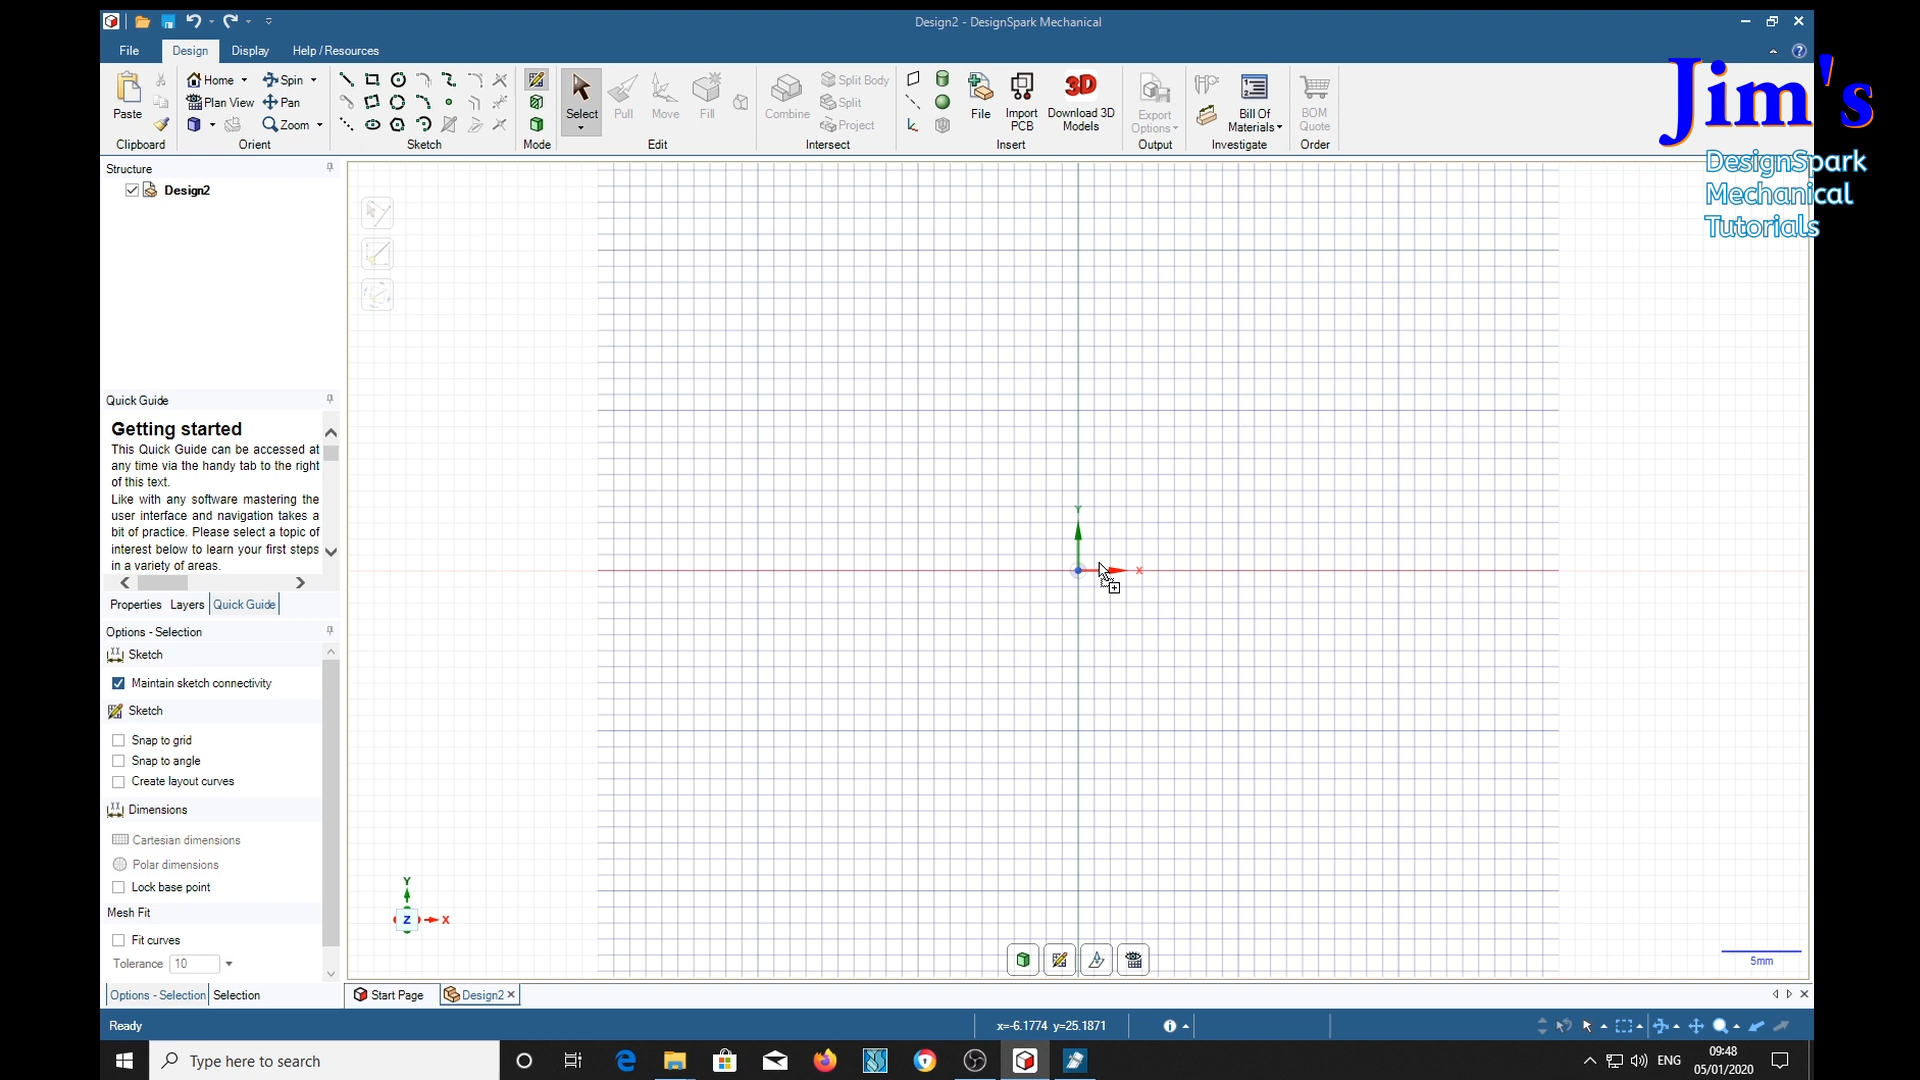 Design2 - DesignSpark Mechanical
File Design Display Help / Resources
Home Spin
Plan View Pan
Zoom
Paste
Clipboard Orient Sketch Mode
Select Pull Move Fill
Edit
Combine Split Body
Split
Project
Intersect
File Import PCB 3D Download 3D Models
Insert
Export Options
Output
Bill Of Materials
Investigate
BOM Quote
Order
Jim's
DesignSpark
Mechanical
Tutorials
Structure
Design2
Quick Guide
Getting started
This Quick Guide can be accessed at
any time via the handy tab to the right
of this text.
Like with any software mastering the
user interface and navigation takes a
bit of practice. Please select a topic of
interest below to learn your first steps
in a variety of areas.
Properties Layers Quick Guide
Options - Selection
Sketch
Maintain sketch connectivity
Sketch
Snap to grid
Snap to angle
Create layout curves
Dimensions
Cartesian dimensions
Polar dimensions
Lock base point
Mesh Fit
Fit curves
Tolerance 10
Options - Selection Selection
Y
X
Y
Z X
5mm
Start Page Design2
Ready x=-6.1774 y=25.1871
Type here to search
ENG
09:48
05/01/2020